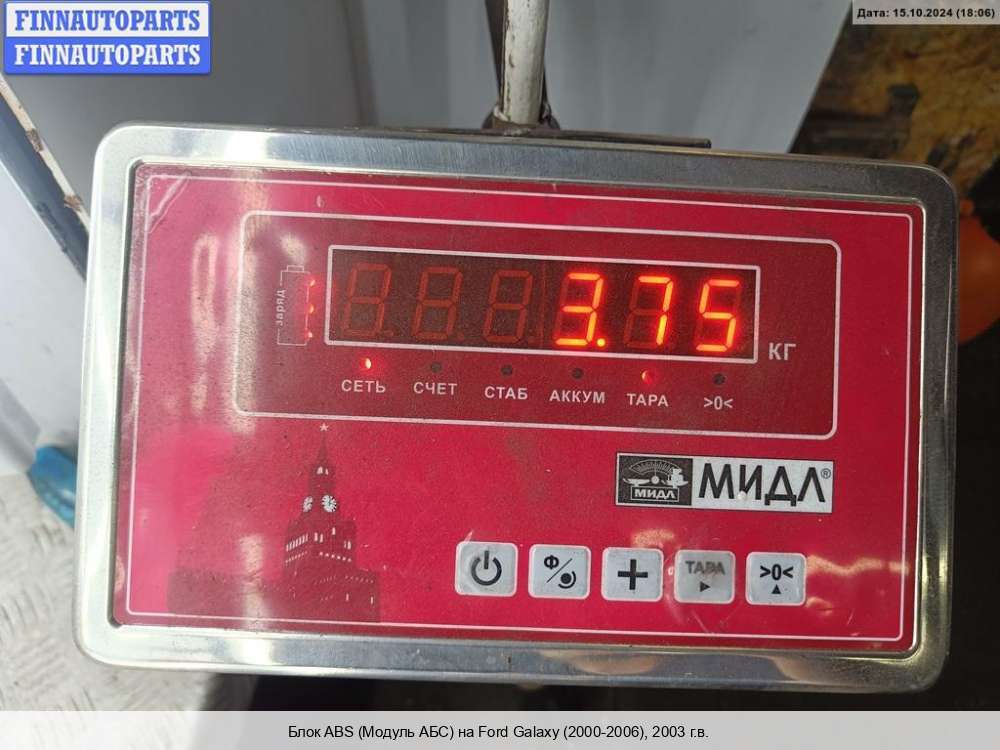 FINNAUTOPARTS
FINNAUTOPARTS
Дата: 15.10.2024 (18:06)
заряд
3.75
КГ
СЕТЬ СЧЕТ СТАБ АККУМ ТАРА >0<
МИДЛ МИДЛ®
Ф ТАРА >0<
Блок ABS (Модуль АБС) на Ford Galaxy (2000-2006), 2003 г.в.